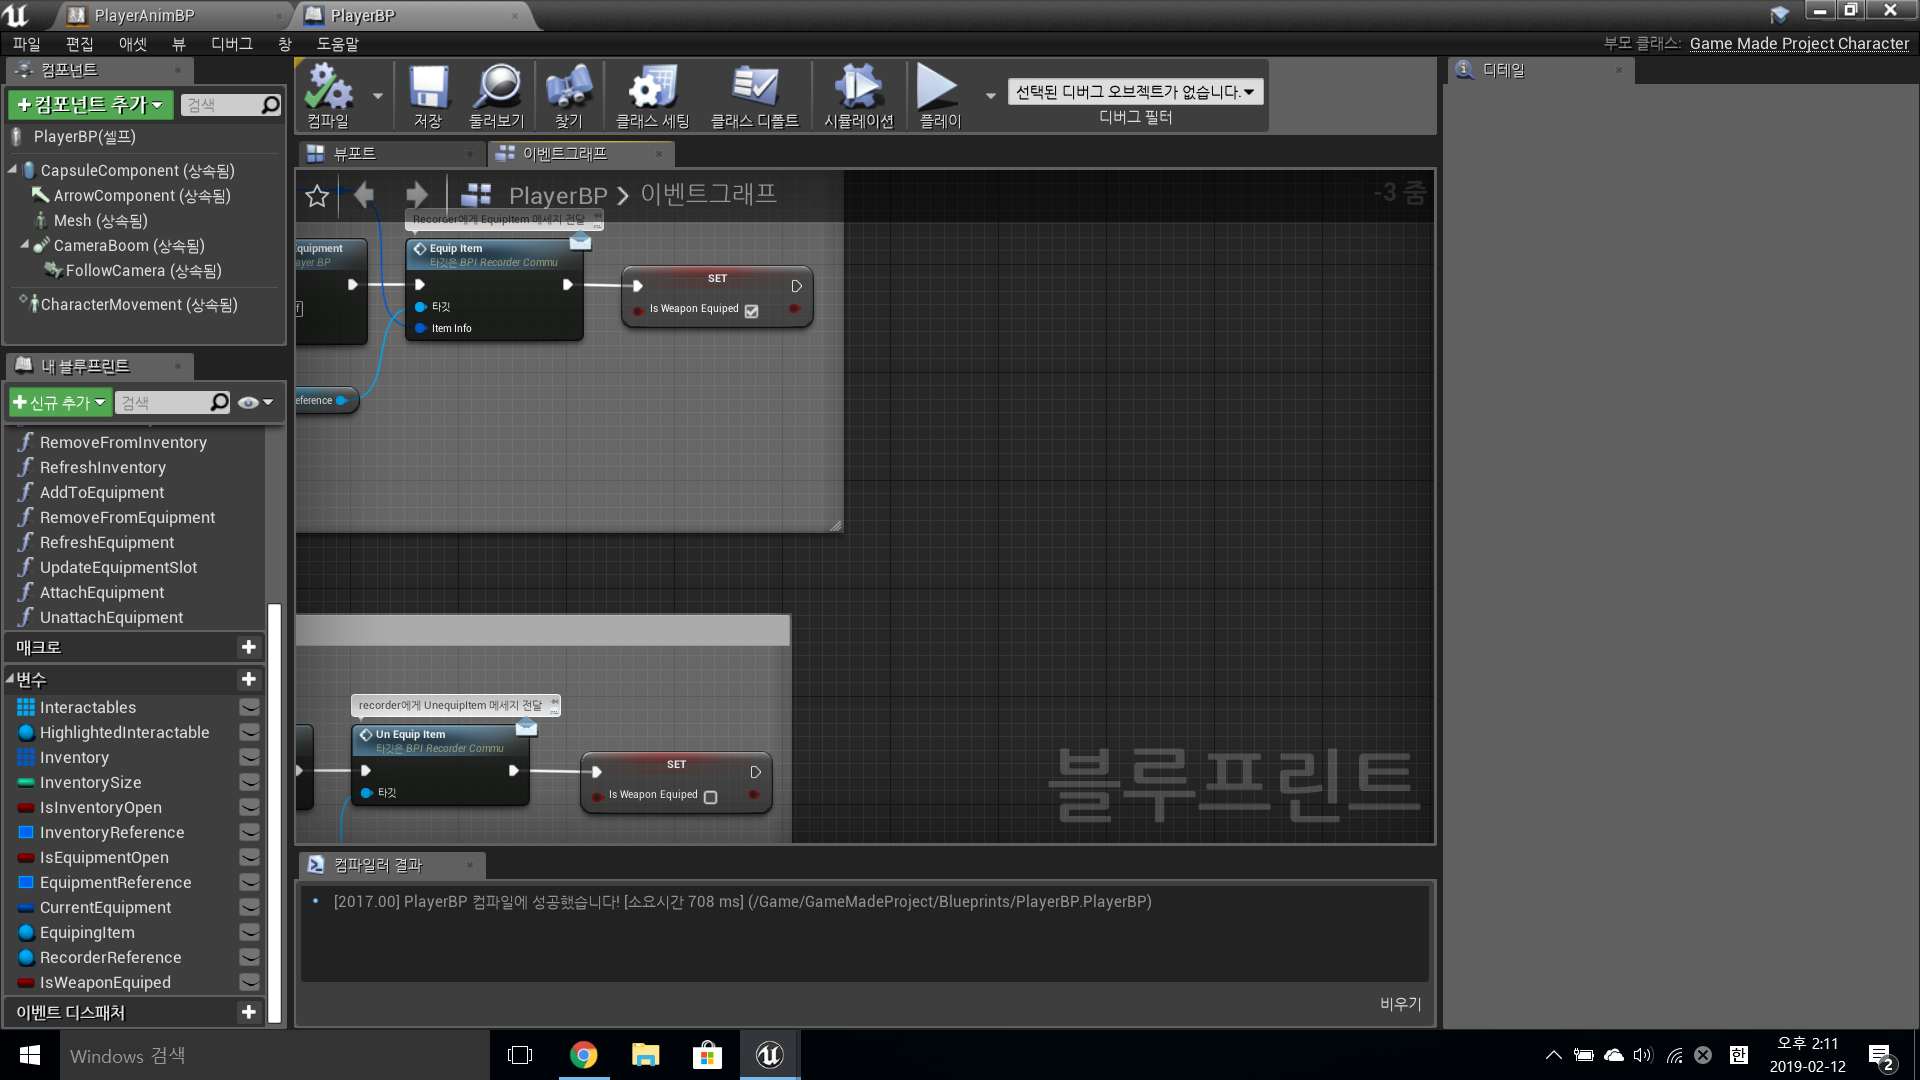 PlayerAnimBP
PlayerBP
파일 편집 애셋 뷰 디버그 창 도움말
부모 클래스: Game Made Project Character
컴포넌트
+컴포넌트 추가
검색
PlayerBP(셀프)
CapsuleComponent (상속됨)
ArrowComponent (상속됨)
Mesh (상속됨)
CameraBoom (상속됨)
FollowCamera (상속됨)
CharacterMovement (상속됨)
내 블루프린트
+신규 추가
검색
RemoveFromInventory
RefreshInventory
AddToEquipment
RemoveFromEquipment
RefreshEquipment
UpdateEquipmentSlot
AttachEquipment
UnattachEquipment
매크로
변수
Interactables
HighlightedInteractable
Inventory
InventorySize
IsInventoryOpen
InventoryReference
IsEquipmentOpen
EquipmentReference
CurrentEquipment
EquipingItem
RecorderReference
IsWeaponEquiped
이벤트 디스패처
컴파일
저장
둘러보기
찾기
클래스 세팅
클래스 디폴트
시뮬레이션
플레이
선택된 디버그 오브젝트가 없습니다.
디버그 필터
뷰포트
이벤트그래프
PlayerBP > 이벤트그래프
-3 줌
Recorder에게 EquipItem 메세지 전달
quipment
ayer BP
Equip Item
타깃은 BPI Recorder Commu
타깃
Item Info
SET
Is Weapon Equiped
eference
recorder에게 UnequipItem 메세지 전달
Un Equip Item
타깃은 BPI Recorder Commu
타깃
SET
Is Weapon Equiped
블루프린트
컴파일러 결과
[2017.00] PlayerBP 컴파일에 성공했습니다! [소요시간 708 ms] (/Game/GameMadeProject/Blueprints/PlayerBP.PlayerBP)
비우기
디테일
Windows 검색
한
오후 2:11
2019-02-12
2